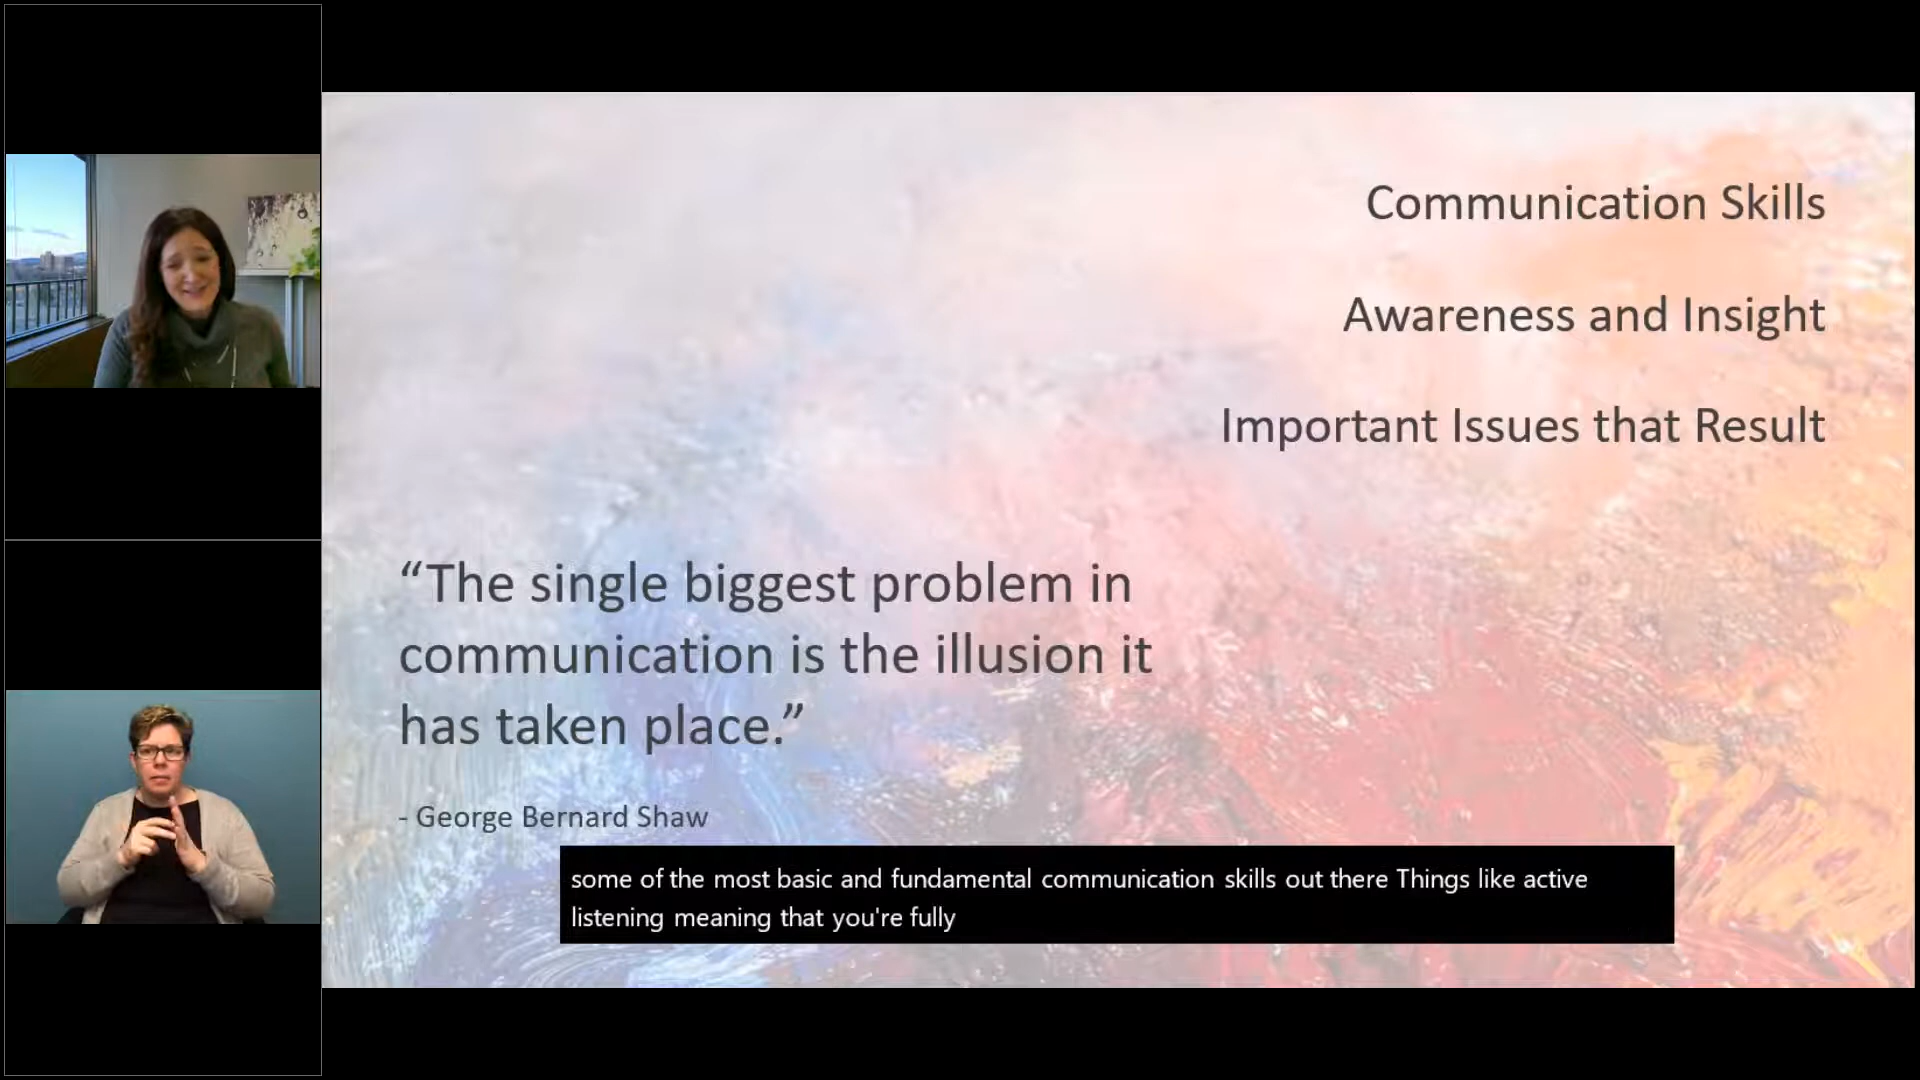 Communication Skills
Awareness and Insight
Important Issues that Result
“The single biggest problem in
communication is the illusion it
has taken place.”
- George Bernard Shaw
some of the most basic and fundamental communication skills out there Things like active
listening meaning that you're fully